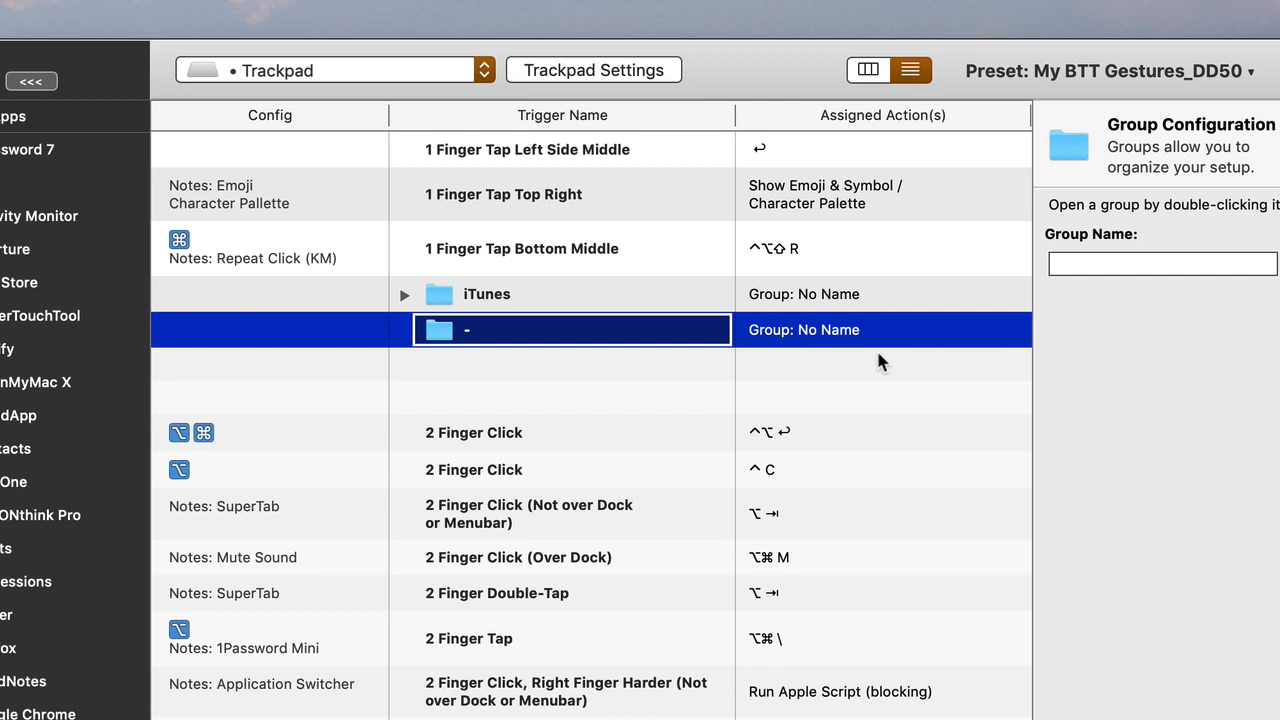 <<<
• Trackpad
Trackpad Settings
Preset: My BTT Gestures_DD50 ▾
Config
Trigger Name
Assigned Action(s)
pps
sword 7
vity Monitor
rture
Store
erTouchTool
ify
nMyMac X
dApp
tacts
One
ONthink Pro
ts
essions
er
ox
dNotes
gle Chrome
1 Finger Tap Left Side Middle
↩
Notes: Emoji
Character Pallette
1 Finger Tap Top Right
Show Emoji & Symbol /
Character Palette
⌘
Notes: Repeat Click (KM)
1 Finger Tap Bottom Middle
^⌥⇧ R
iTunes
Group: No Name
-
Group: No Name
⌥ ⌘
2 Finger Click
^⌥ ↩
⌥
2 Finger Click
^ C
Notes: SuperTab
2 Finger Click (Not over Dock
or Menubar)
⌥ ⇥
Notes: Mute Sound
2 Finger Click (Over Dock)
⌥⌘ M
Notes: SuperTab
2 Finger Double-Tap
⌥ ⇥
⌥
Notes: 1Password Mini
2 Finger Tap
⌥⌘ \
Notes: Application Switcher
2 Finger Click, Right Finger Harder (Not
over Dock or Menubar)
Run Apple Script (blocking)
Group Configuration
Groups allow you to
organize your setup.
Open a group by double-clicking it
Group Name: